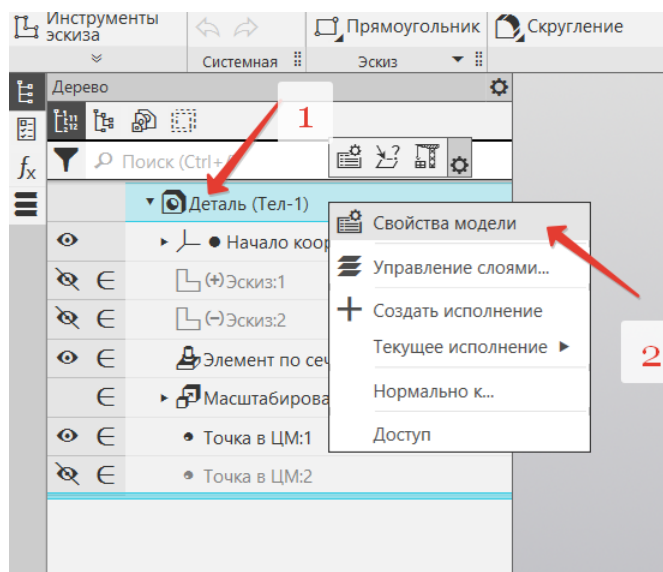 Инструменты
эскиза
Прямоугольник
Скругление
Системная
Эскиз
Дерево
1
Поиск (Ctrl+
Деталь (Тел-1)
Свойства модели
Начало коор
Управление слоями...
(+)Эскиз:1
Создать исполнение
(−)Эскиз:2
Текущее исполнение
2
Элемент по сеч
Нормально к...
Масштабирова
Точка в ЦМ:1
Доступ
Точка в ЦМ:2